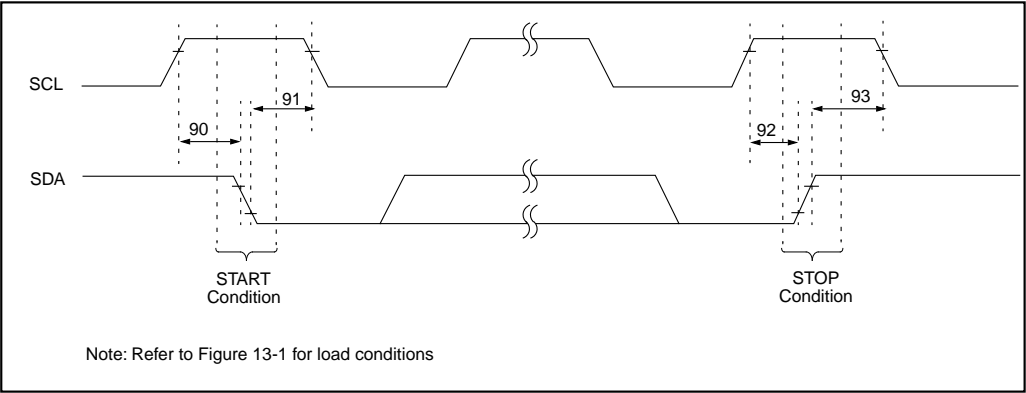 SCL
91
93
90
92
SDA
START
Condition
STOP
Condition
Note: Refer to Figure 13-1 for load conditions